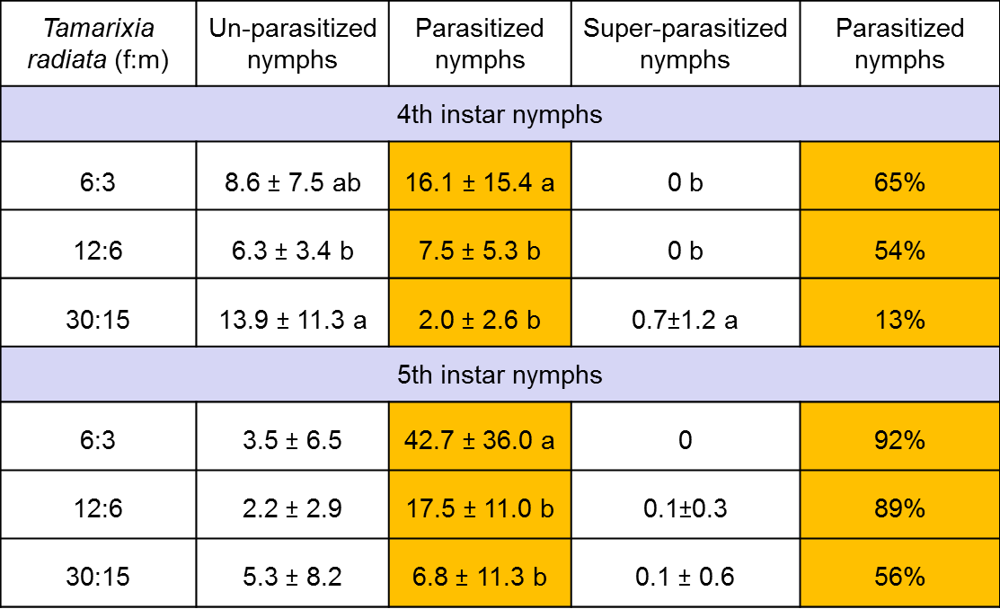 Tamarixia radiata (f:m) Un-parasitized nymphs Parasitized nymphs Super-parasitized nymphs Parasitized nymphs
4th instar nymphs
6:3 8.6 ± 7.5 ab 16.1 ± 15.4 a 0 b 65%
12:6 6.3 ± 3.4 b 7.5 ± 5.3 b 0 b 54%
30:15 13.9 ± 11.3 a 2.0 ± 2.6 b 0.7±1.2 a 13%
5th instar nymphs
6:3 3.5 ± 6.5 42.7 ± 36.0 a 0 92%
12:6 2.2 ± 2.9 17.5 ± 11.0 b 0.1±0.3 89%
30:15 5.3 ± 8.2 6.8 ± 11.3 b 0.1 ± 0.6 56%